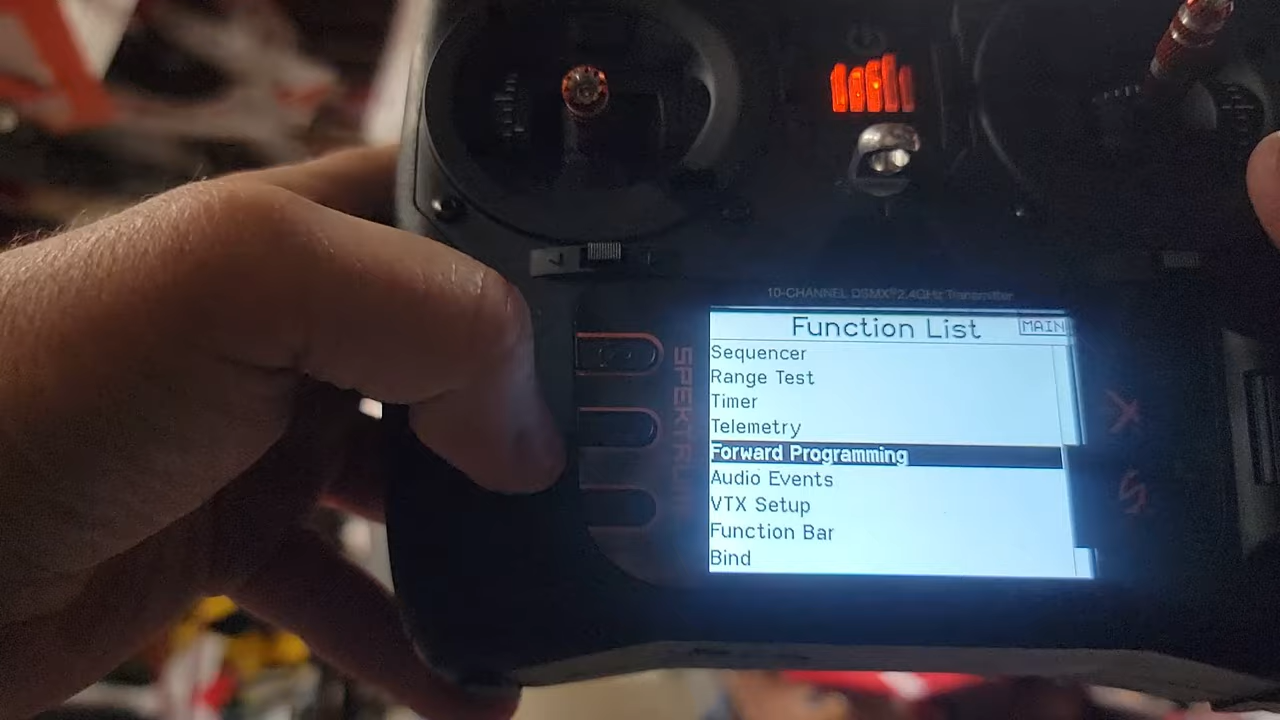 10-CHANNEL DSMX® 2.4GHz Transmitter
Function List
MAIN
Sequencer
Range Test
Timer
Telemetry
Forward Programming
Audio Events
VTX Setup
Function Bar
Bind
SPEKTRUM